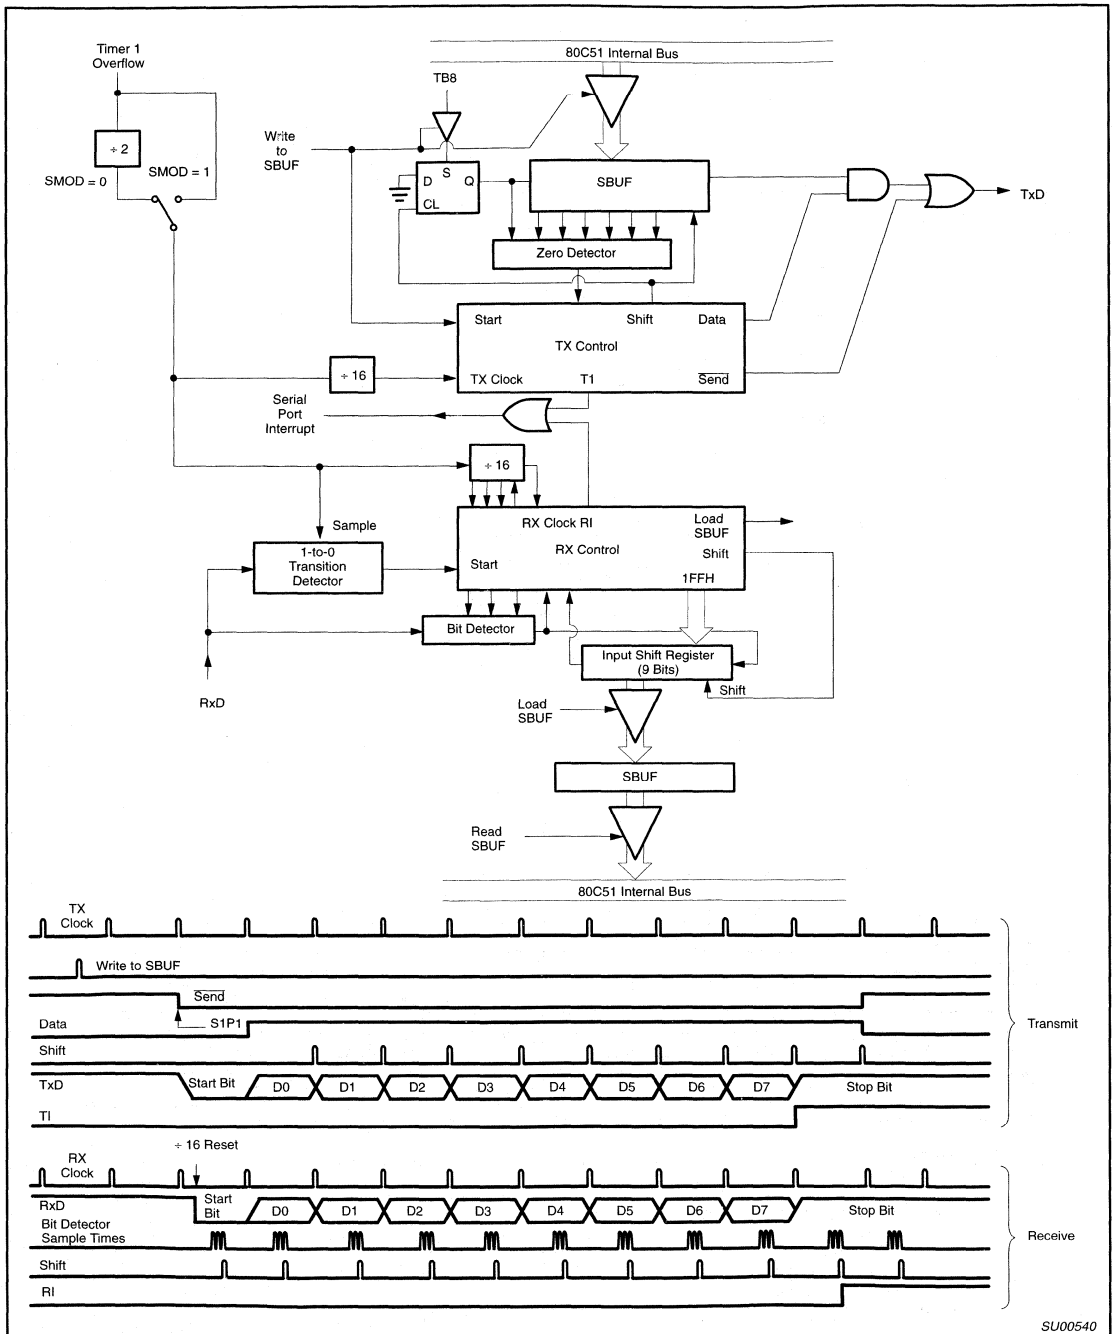 Timer 1
Overflow
80C51 Internal Bus
TB8
Write
to
SBUF
÷ 2
SMOD = 0
SMOD = 1
S
D
Q
CL
SBUF
TxD
Zero Detector
Start
Shift
Data
TX Control
÷ 16
TX Clock
T1
Send
Serial
Port
Interrupt
÷ 16
Sample
RX Clock RI
Load
SBUF
1-to-0
Transition
Detector
Start
RX Control
Shift
1FFH
Bit Detector
Input Shift Register
(9 Bits)
Shift
RxD
Load
SBUF
SBUF
Read
SBUF
80C51 Internal Bus
TX
Clock
Write to SBUF
Send
Data
S1P1
Shift
TxD
Start Bit
D0
D1
D2
D3
D4
D5
D6
D7
Stop Bit
TI
Transmit
÷ 16 Reset
RX
Clock
RxD
Start
Bit
D0
D1
D2
D3
D4
D5
D6
D7
Stop Bit
Bit Detector
Sample Times
Shift
RI
Receive
SU00540